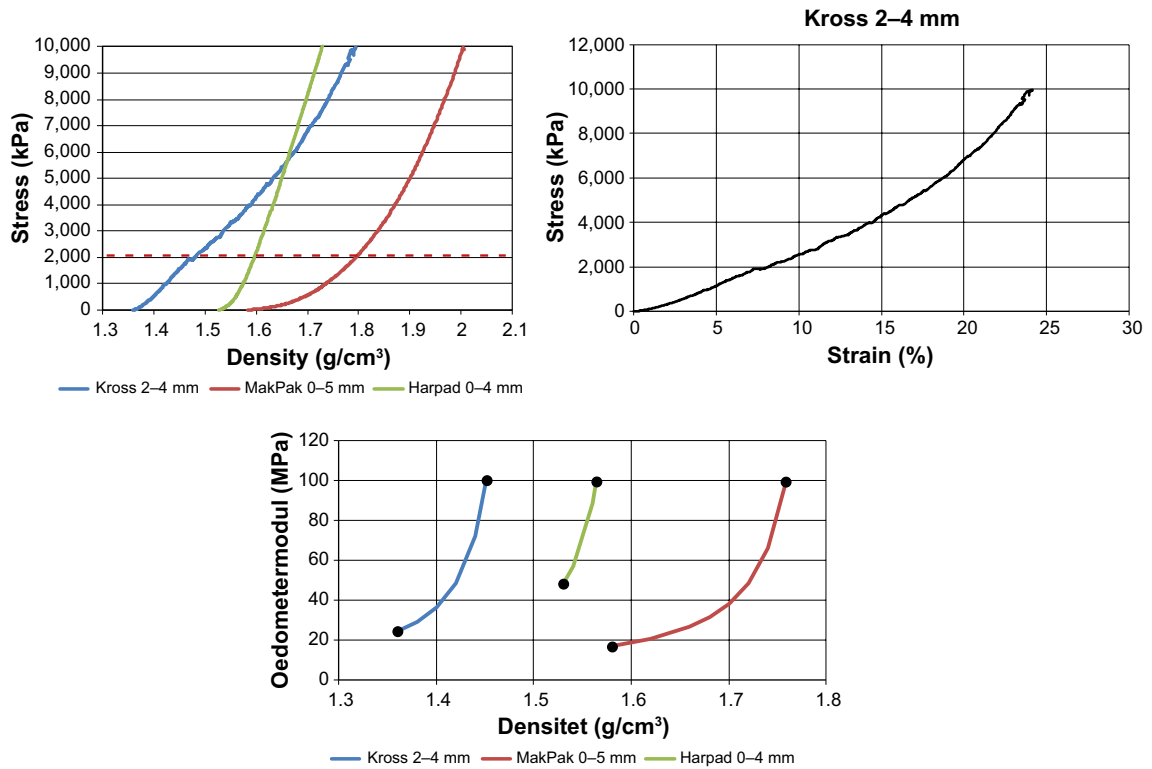 Kross 2–4 mm
10,000
9,000
8,000
7,000
6,000
5,000
4,000
3,000
2,000
1,000
0
Stress (kPa)
1.3 1.4 1.5 1.6 1.7 1.8 1.9 2 2.1
Density (g/cm³)
Kross 2–4 mm MakPak 0–5 mm Harpad 0–4 mm
12,000
10,000
8,000
6,000
4,000
2,000
0
Stress (kPa)
0 5 10 15 20 25 30
Strain (%)
120
100
80
60
40
20
0
Oedometermodul (MPa)
1.3 1.4 1.5 1.6 1.7 1.8
Densitet (g/cm³)
Kross 2–4 mm MakPak 0–5 mm Harpad 0–4 mm